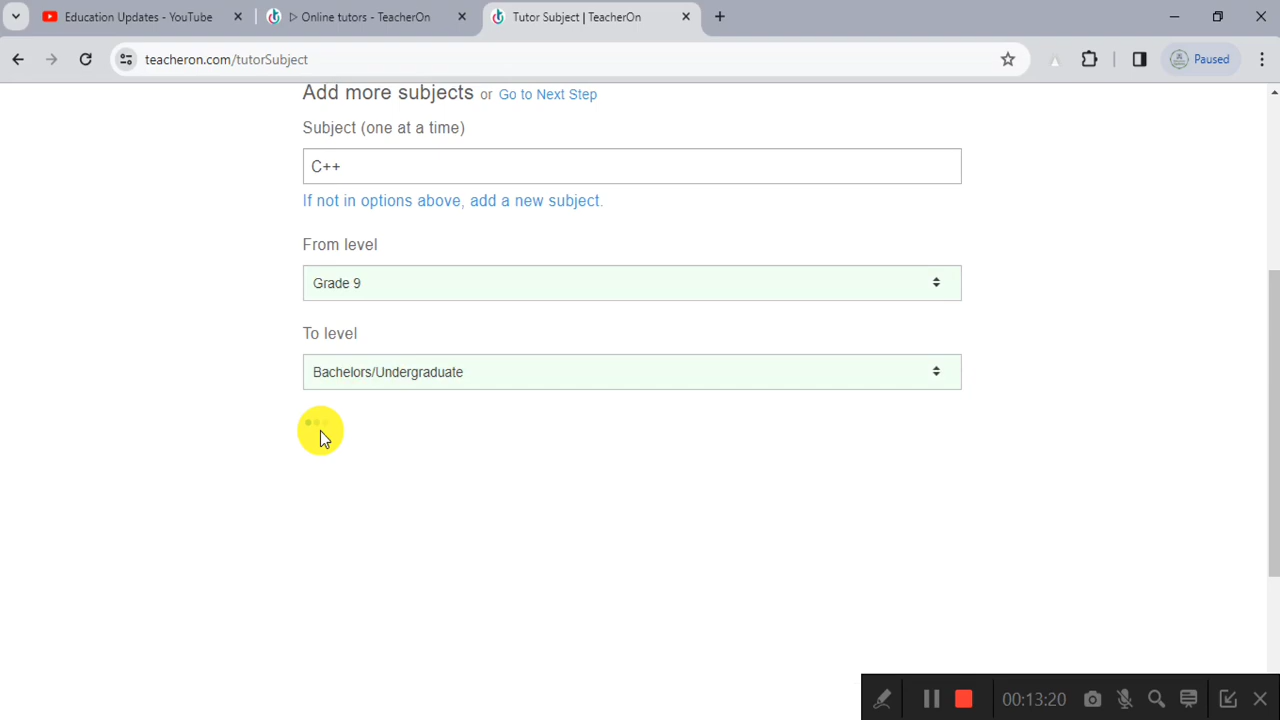 Education Updates - YouTube
▷ Online tutors - TeacherOn
Tutor Subject | TeacherOn
teacheron.com/tutorSubject
Paused
Add more subjects or Go to Next Step
Subject (one at a time)
C++
If not in options above, add a new subject.
From level
Grade 9
To level
Bachelors/Undergraduate
00:13:20